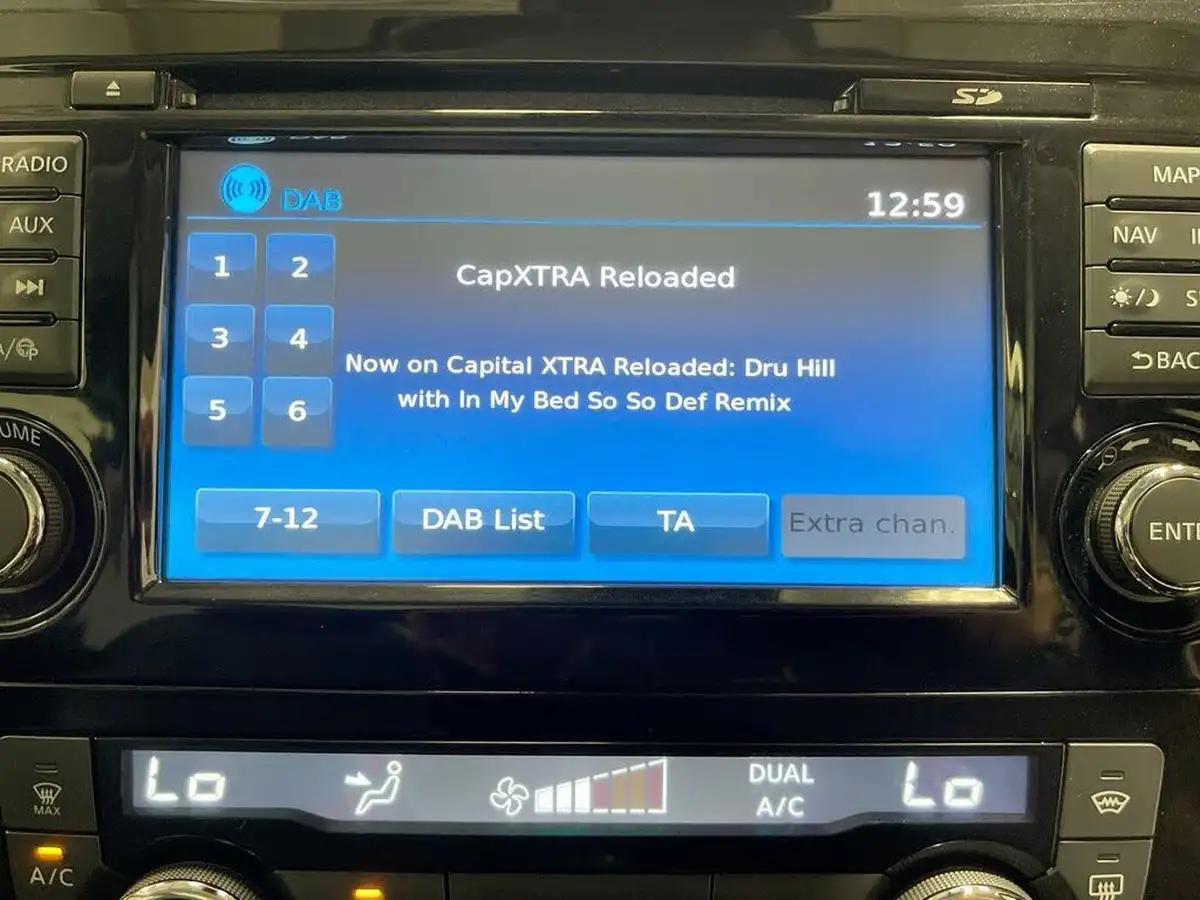 RADIO
AUX
MAP
NAV
BAC
DAB
12:59
1 2
3 4
5 6
CapXTRA Reloaded
Now on Capital XTRA Reloaded: Dru Hill
with In My Bed So So Def Remix
7-12
DAB List
TA
Extra chan.
UME
ENT
Lo
DUAL
A/C
Lo
MAX
A/C